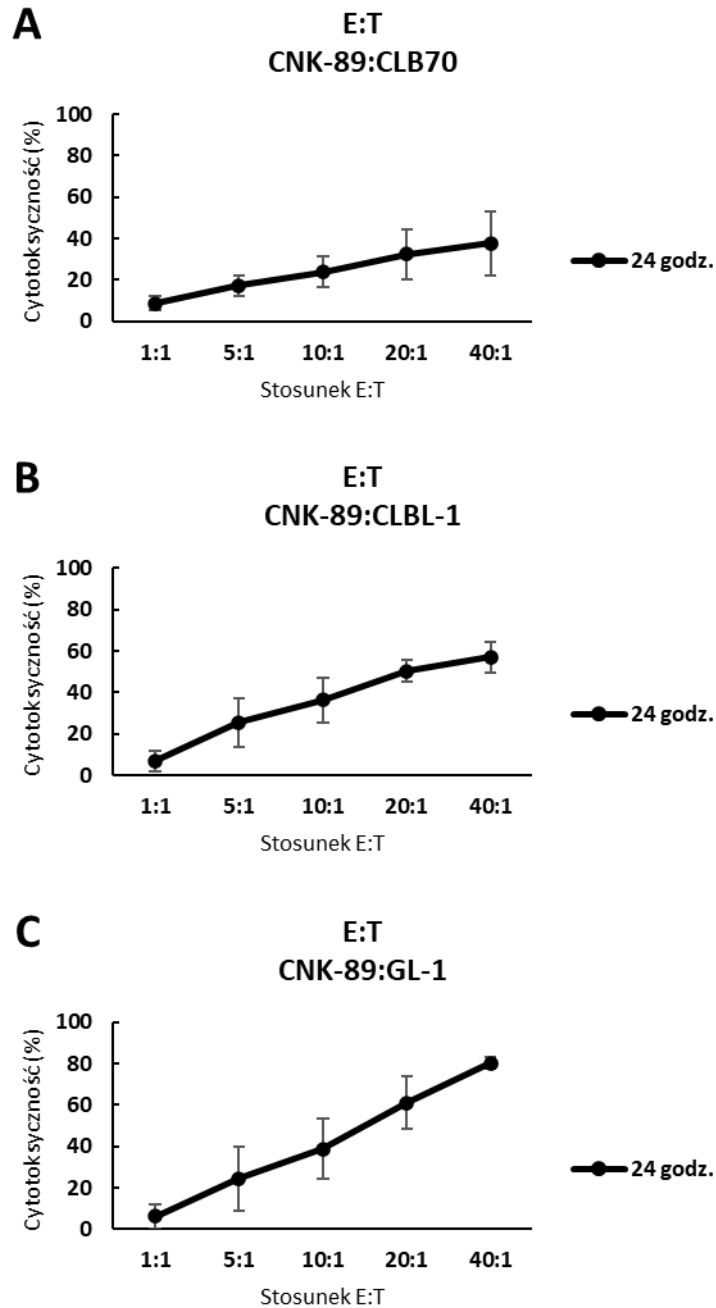 A
E:T
CNK-89:CLB70
Cytotoksyczność (%)
100
80
60
40
20
0
1:1 5:1 10:1 20:1 40:1
Stosunek E:T
24 godz.
B
E:T
CNK-89:CLBL-1
Cytotoksyczność (%)
100
80
60
40
20
0
1:1 5:1 10:1 20:1 40:1
Stosunek E:T
24 godz.
C
E:T
CNK-89:GL-1
Cytotoksyczność (%)
100
80
60
40
20
0
1:1 5:1 10:1 20:1 40:1
Stosunek E:T
24 godz.